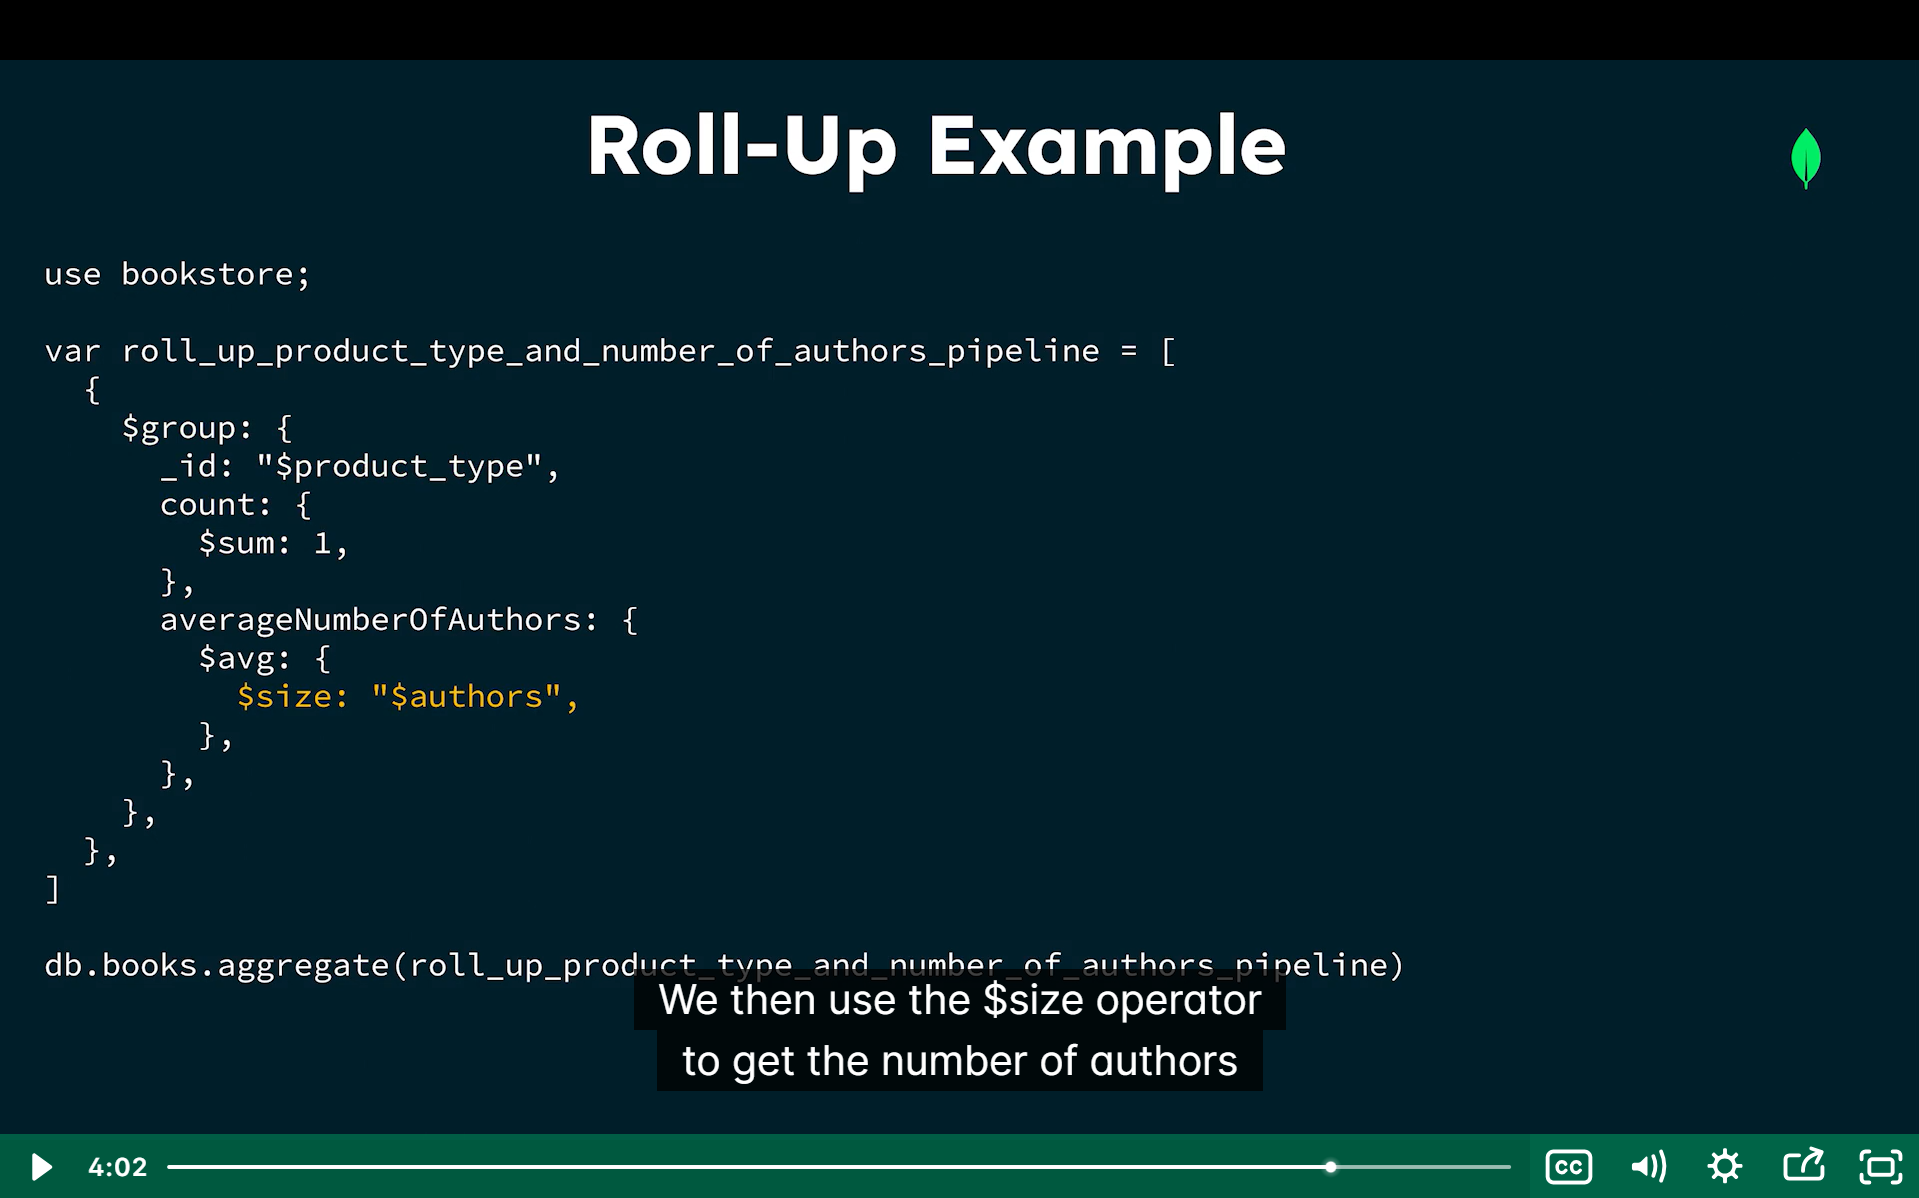 Roll-Up Example
use bookstore;
var roll_up_product_type_and_number_of_authors_pipeline = [
{
$group: {
_id: "$product_type",
count: {
$sum: 1,
},
averageNumberOfAuthors: {
$avg: {
$size: "$authors",
},
},
},
},
]
db.books.aggregate(roll_up_product_type_and_number_of_authors_pipeline)
We then use the $size operator
to get the number of authors
4:02
CC